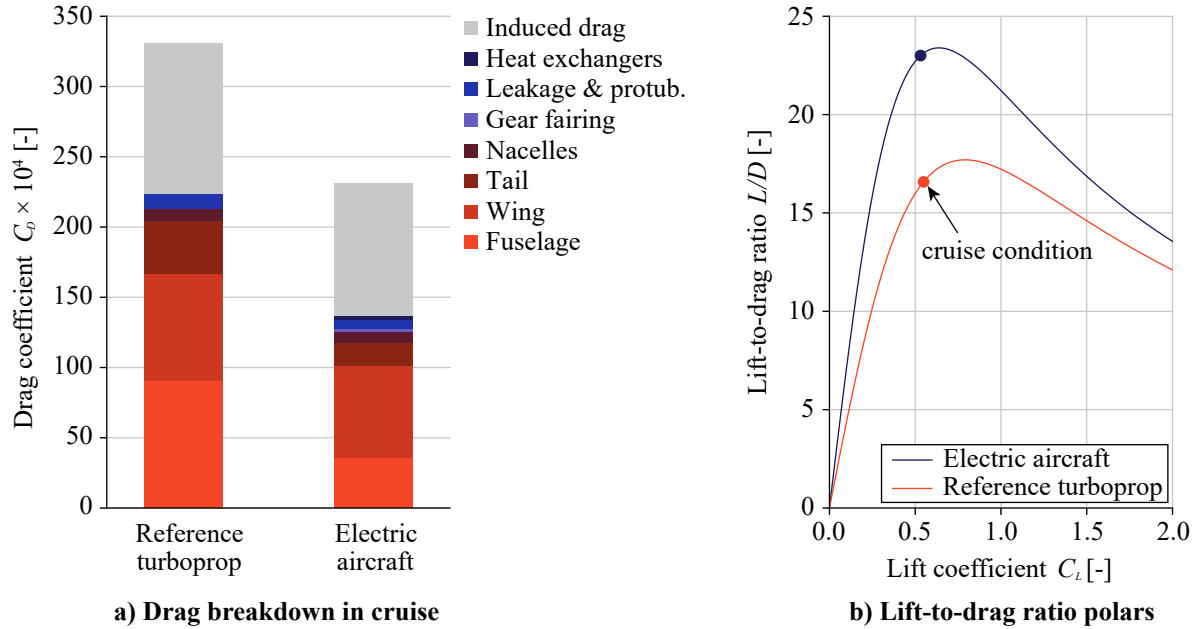 350
300
250
200
150
100
50
0
Drag coefficient C_D × 10⁴ [-]
Reference
turboprop
Electric
aircraft
Induced drag
Heat exchangers
Leakage & protub.
Gear fairing
Nacelles
Tail
Wing
Fuselage
a) Drag breakdown in cruise
25
20
15
10
5
0
Lift-to-drag ratio L/D [-]
cruise condition
Electric aircraft
Reference turboprop
0.0 0.5 1.0 1.5 2.0
Lift coefficient C_L [-]
b) Lift-to-drag ratio polars